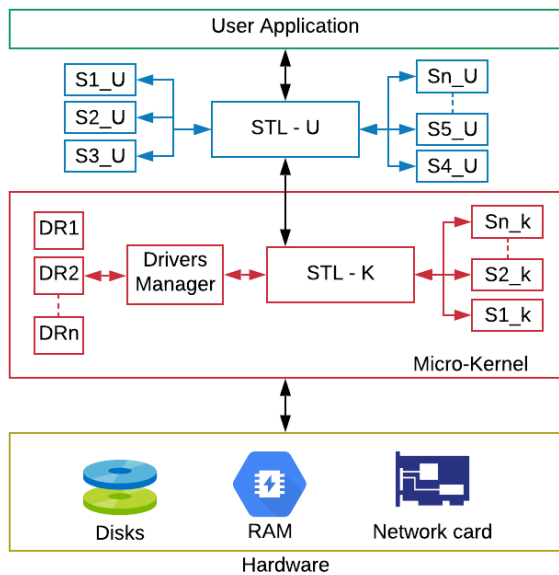 User Application
S1_U
S2_U
S3_U
STL - U
Sn_U
S5_U
S4_U
DR1
DR2
DRn
Drivers
Manager
STL - K
Sn_k
S2_k
S1_k
Micro-Kernel
Disks
RAM
Network card
Hardware